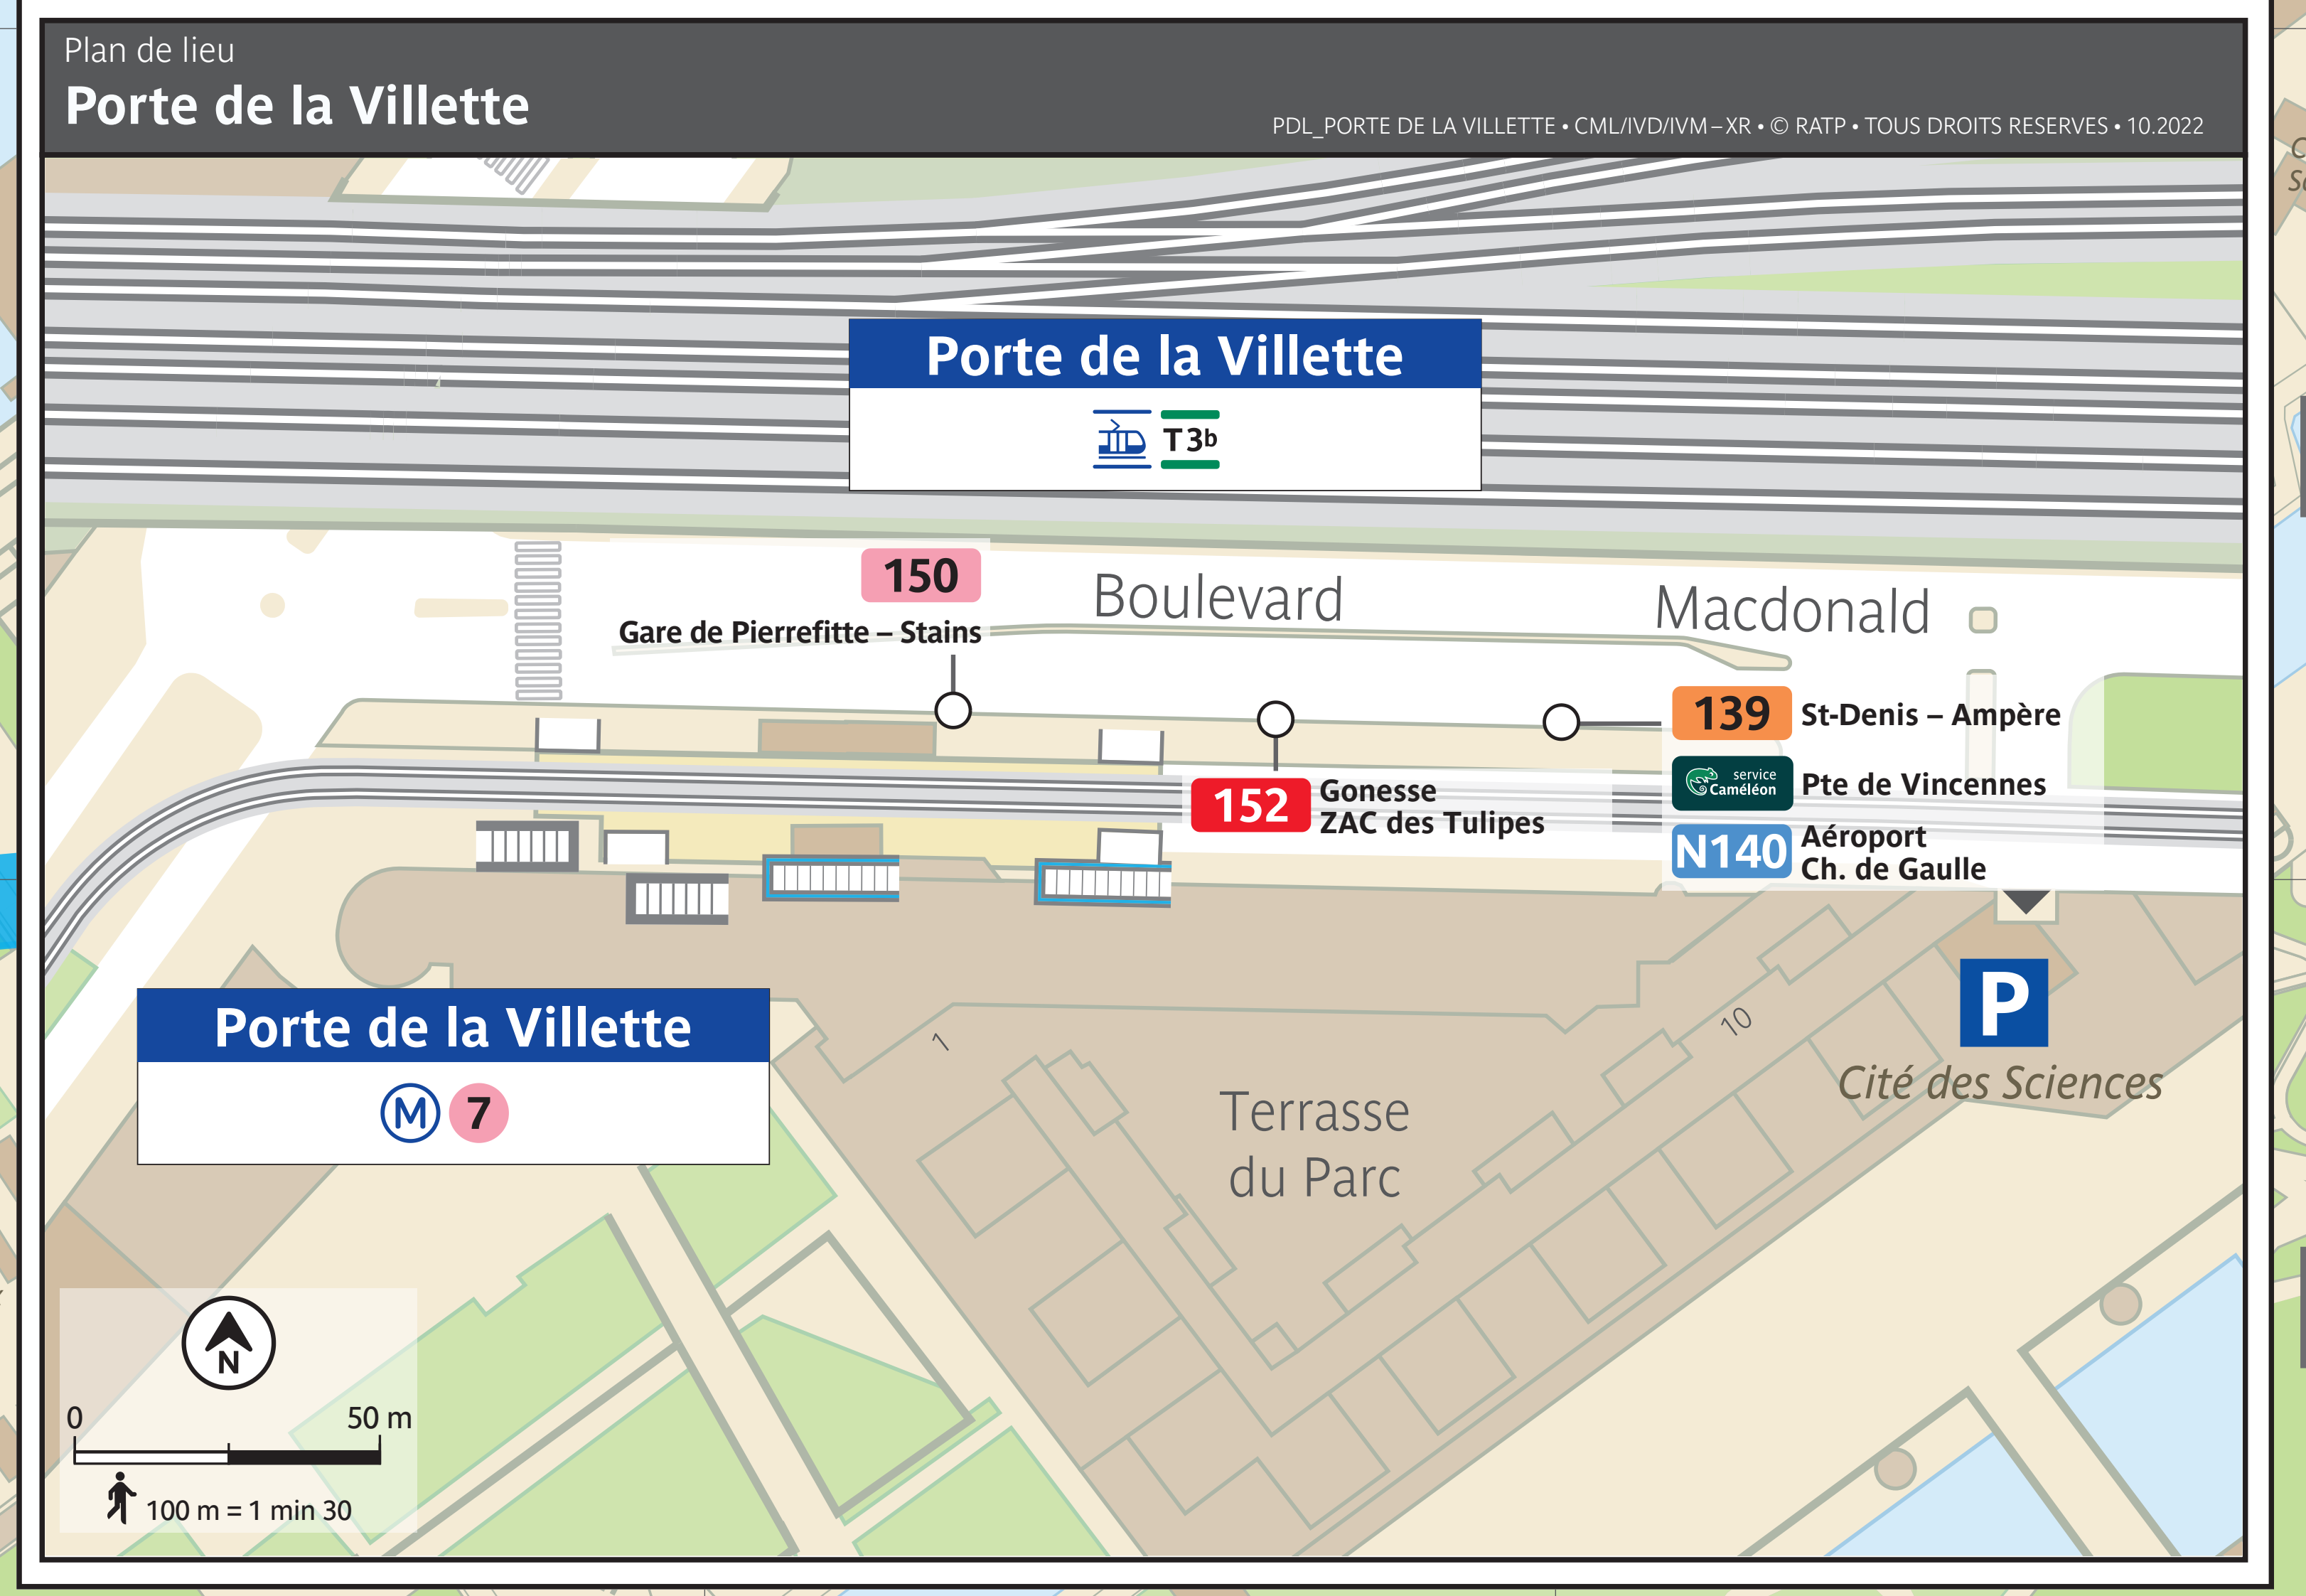 Plan de lieu
Porte de la Villette
PDL_PORTE DE LA VILLETTE • CML/IVD/IVM–XR • © RATP • TOUS DROITS RESERVES • 10.2022
Porte de la Villette
T3b
150
Gare de Pierrefitte – Stains
Boulevard Macdonald
139 St-Denis – Ampère
service Caméléon Pte de Vincennes
N140 Aéroport
Ch. de Gaulle
152 Gonesse
ZAC des Tulipes
Porte de la Villette
M 7
1
10
P
Cité des Sciences
Terrasse
du Parc
N
0 50 m
100 m = 1 min 30